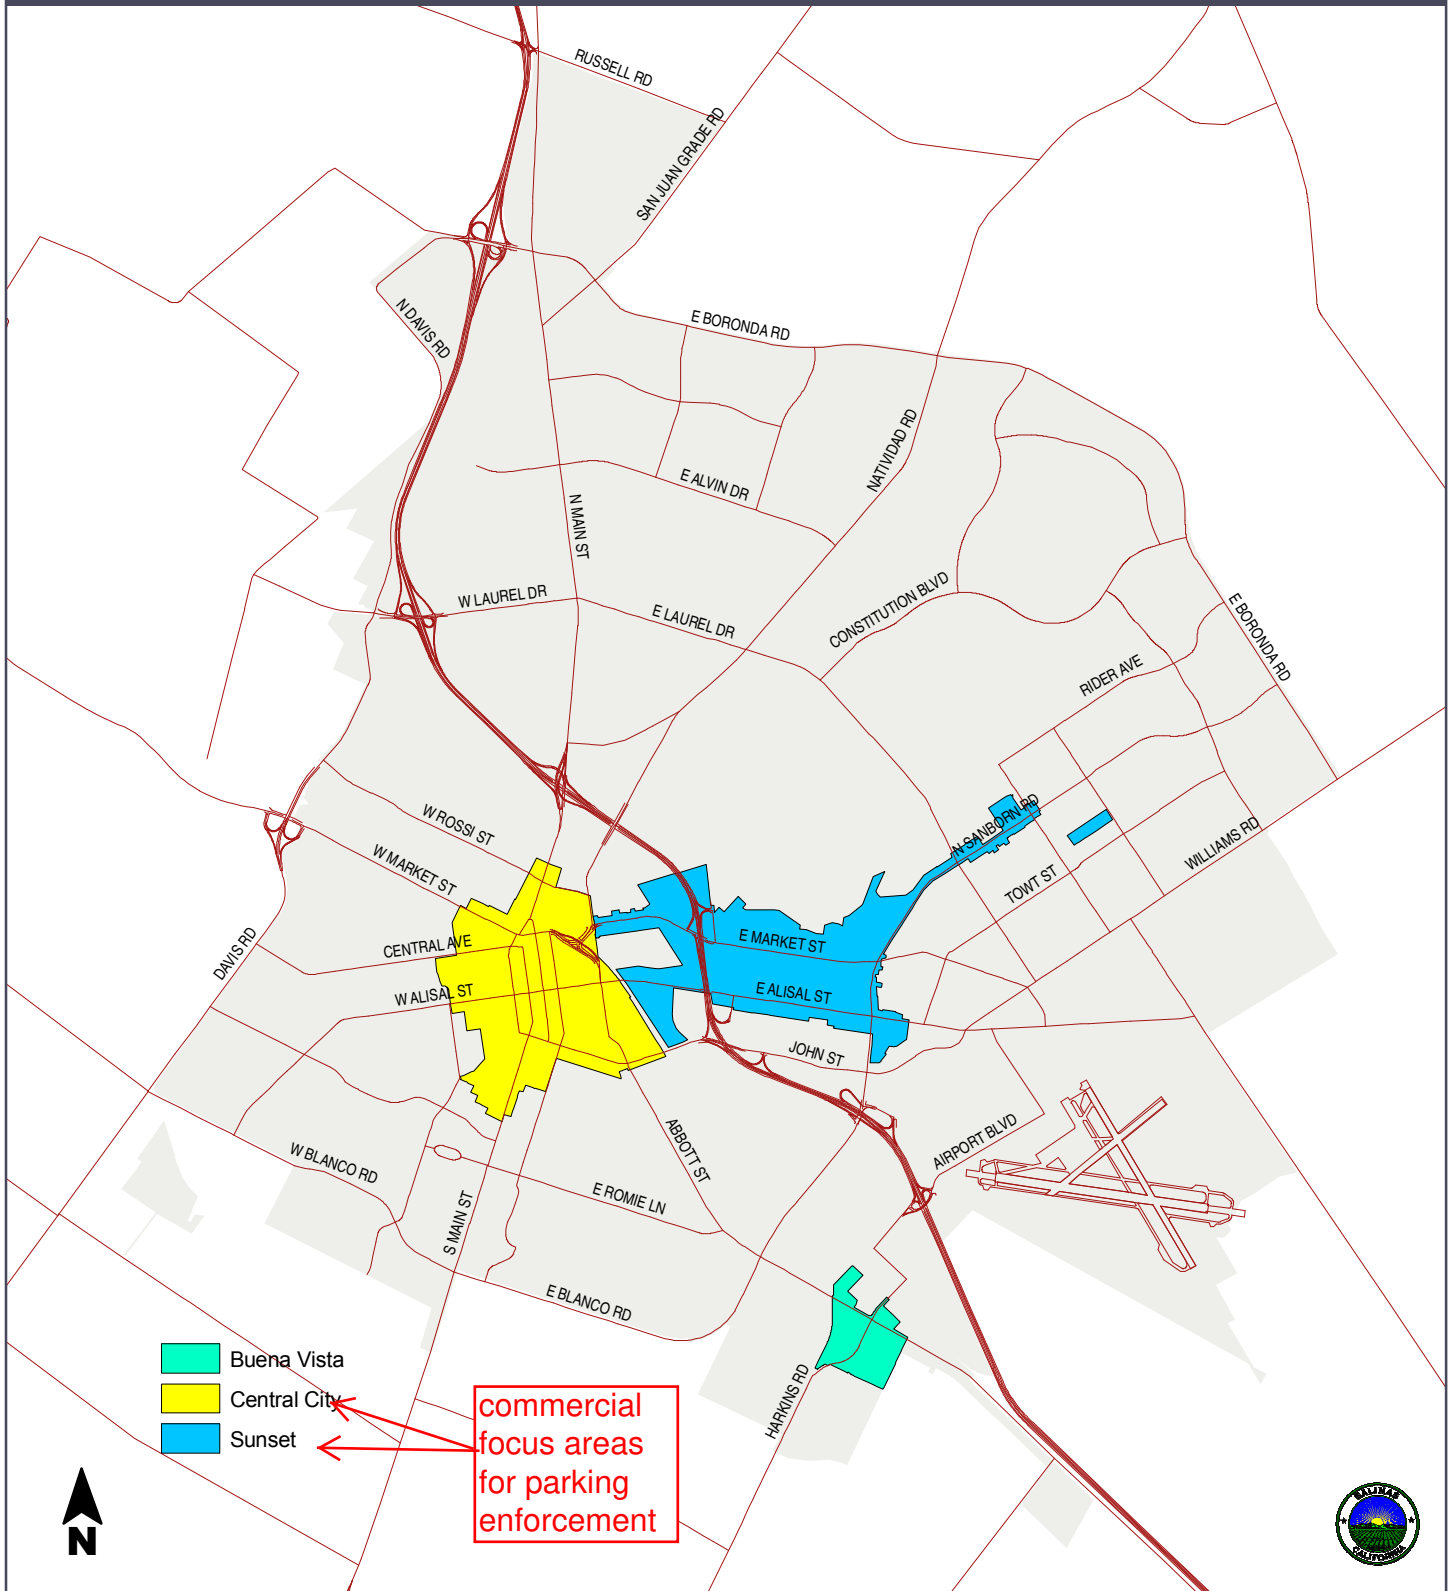 RUSSELL RD
SAN JUAN GRADE RD
N DAVIS RD
E BORONDA RD
NATIVIDAD RD
E ALVIN DR
N MAIN ST
W LAUREL DR
E LAUREL DR
CONSTITUTION BLVD
E BORONDA RD
RIDER AVE
W ROSSI ST
N SANBORN RD
W MARKET ST
WILLIAMS RD
TOWT ST
DAVIS RD
CENTRAL AVE
E MARKET ST
W ALISAL ST
E ALISAL ST
JOHN ST
ABBOTT ST
AIRPORT BLVD
W BLANCO RD
E ROMIE LN
S MAIN ST
E BLANCO RD
HARKINS RD
Buena Vista
Central City
Sunset
commercial
focus areas
for parking
enforcement
N
SALINAS
CALIFORNIA